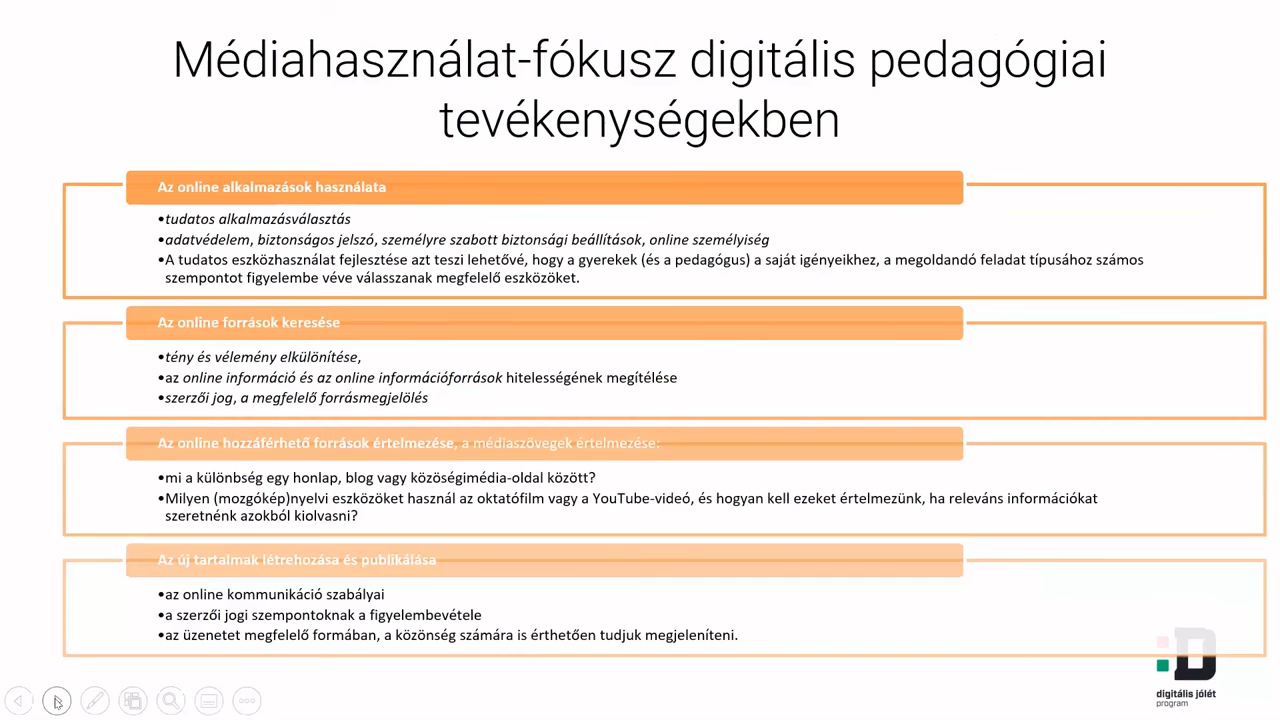 Médiahasználat-fókusz digitális pedagógiai
tevékenységekben
Az online alkalmazások használata
•tudatos alkalmazásválasztás
•adatvédelem, biztonságos jelszó, személyre szabott biztonsági beállítások, online személyiség
•A tudatos eszközhasználat fejlesztése azt teszi lehetővé, hogy a gyerekek (és a pedagógus) a saját igényeikhez, a megoldandó feladat típusához számos
szempontot figyelembe véve válasszanak megfelelő eszközöket.
Az online források keresése
•tény és vélemény elkülönítése,
•az online információ és az online információforrások hitelességének megítélése
•szerzői jog, a megfelelő forrásmegjelölés
Az online hozzáférhető források értelmezése, a médiaszövegek értelmezése:
•mi a különbség egy honlap, blog vagy közöségimédia-oldal között?
•Milyen (mozgókép)nyelvi eszközöket használ az oktatófilm vagy a YouTube-videó, és hogyan kell ezeket értelmezünk, ha releváns információkat
szeretnénk azokból kiolvasni?
Az új tartalmak létrehozása és publikálása
•az online kommunikáció szabályai
•a szerzői jogi szempontoknak a figyelembevétele
•az üzenetet megfelelő formában, a közönség számára is érthetően tudjuk megjeleníteni.
digitális jólét
program